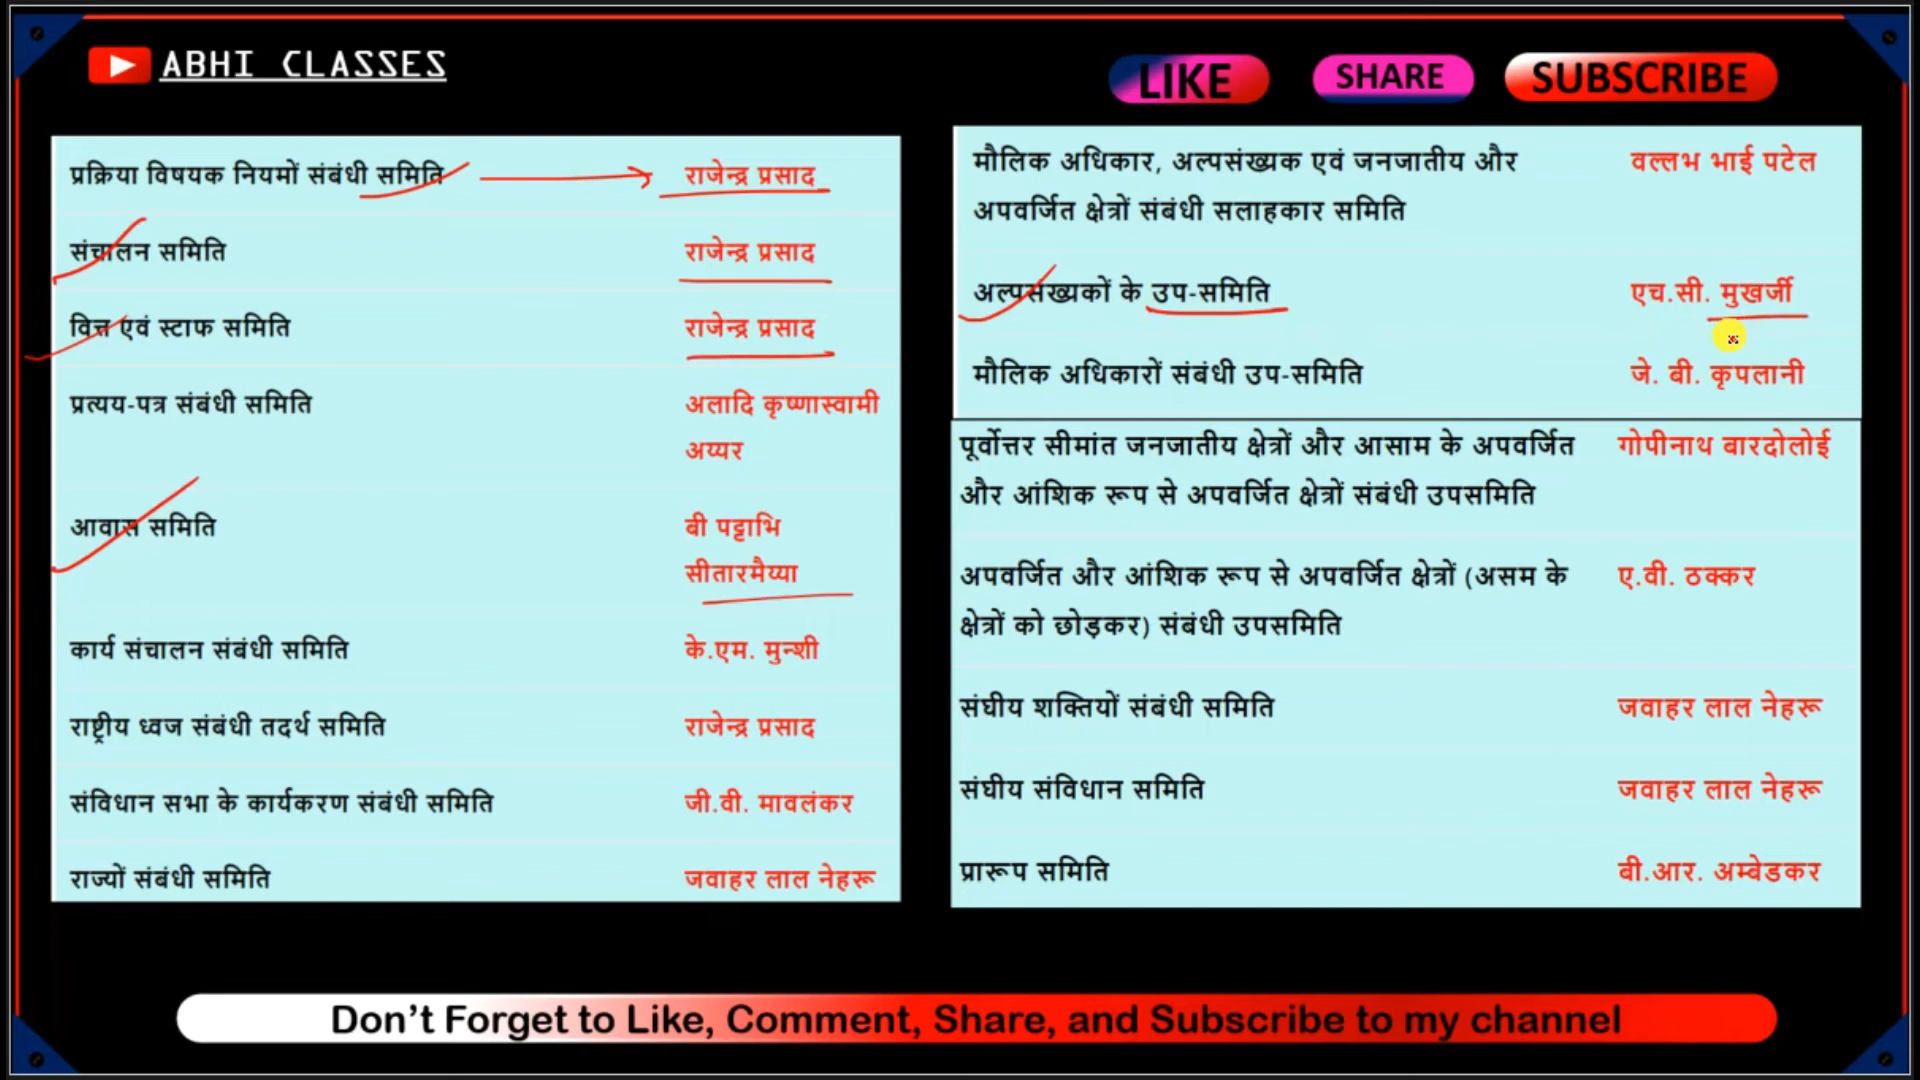 ABHI CLASSES
LIKE
SHARE
SUBSCRIBE
प्रक्रिया विषयक नियमों संबंधी समिति राजेन्द्र प्रसाद
संचालन समिति राजेन्द्र प्रसाद
वित्त एवं स्टाफ समिति राजेन्द्र प्रसाद
प्रत्यय-पत्र संबंधी समिति अलादि कृष्णास्वामी
अय्यर
आवास समिति बी पट्टाभि
सीतारमैय्या
कार्य संचालन संबंधी समिति के.एम. मुन्शी
राष्ट्रीय ध्वज संबंधी तदर्थ समिति राजेन्द्र प्रसाद
संविधान सभा के कार्यकरण संबंधी समिति जी.वी. मावलंकर
राज्यों संबंधी समिति जवाहर लाल नेहरू
मौलिक अधिकार, अल्पसंख्यक एवं जनजातीय और वल्लभ भाई पटेल
अपवर्जित क्षेत्रों संबंधी सलाहकार समिति
अल्पसंख्यकों के उप-समिति एच.सी. मुखर्जी
मौलिक अधिकारों संबंधी उप-समिति जे. बी. कृपलानी
पूर्वोत्तर सीमांत जनजातीय क्षेत्रों और आसाम के अपवर्जित गोपीनाथ बारदोलोई
और आंशिक रूप से अपवर्जित क्षेत्रों संबंधी उपसमिति
अपवर्जित और आंशिक रूप से अपवर्जित क्षेत्रों (असम के ए.वी. ठक्कर
क्षेत्रों को छोड़कर) संबंधी उपसमिति
संघीय शक्तियों संबंधी समिति जवाहर लाल नेहरू
संघीय संविधान समिति जवाहर लाल नेहरू
प्रारूप समिति बी.आर. अम्बेडकर
Don't Forget to Like, Comment, Share, and Subscribe to my channel